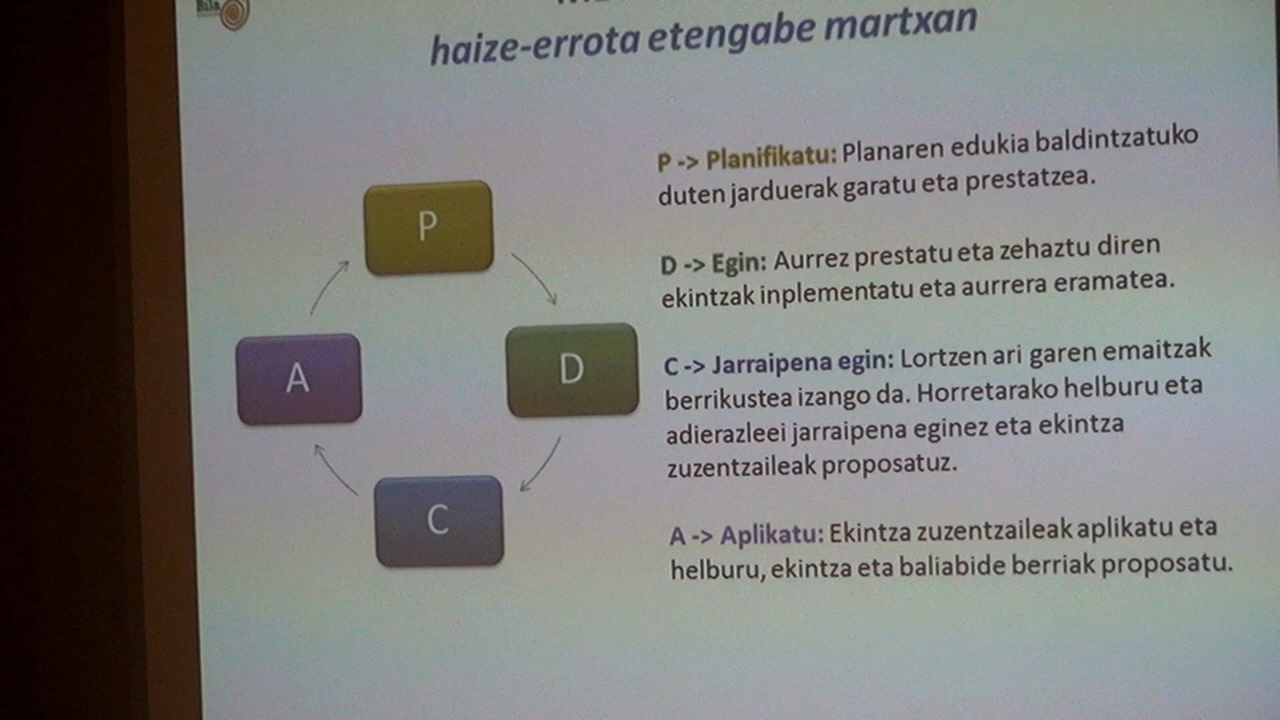 Bila
haize-errota etengabe martxan
P -> Planifikatu: Planaren edukia baldintzatuko
duten jarduerak garatu eta prestatzea.
P
D -> Egin: Aurrez prestatu eta zehaztu diren
ekintzak inplementatu eta aurrera eramatea.
A
D
C -> Jarraipena egin: Lortzen ari garen emaitzak
berrikustea izango da. Horretarako helburu eta
adierazleei jarraipena eginez eta ekintza
zuzentzaileak proposatuz.
C
A -> Aplikatu: Ekintza zuzentzaileak aplikatu eta
helburu, ekintza eta baliabide berriak proposatu.